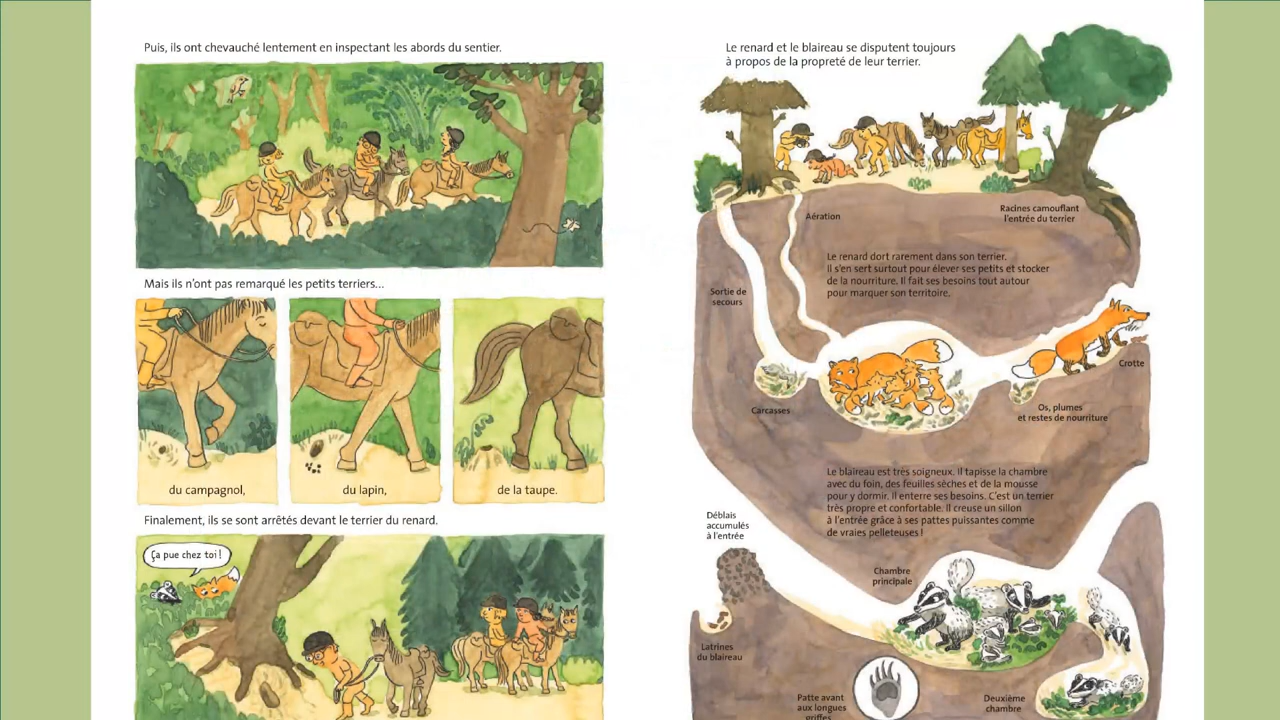 Puis, ils ont chevauché lentement en inspectant les abords du sentier.
Mais ils n'ont pas remarqué les petits terriers...
du campagnol,
du lapin,
de la taupe.
Finalement, ils se sont arrêtés devant le terrier du renard.
Ça pue chez toi !
Le renard et le blaireau se disputent toujours
à propos de la propreté de leur terrier.
Aération
Racines camouflant
l'entrée du terrier
Le renard dort rarement dans son terrier.
Il s'en sert surtout pour élever ses petits et stocker
de la nourriture. Il fait ses besoins tout autour
pour marquer son territoire.
Sortie de
secours
Crotte
Carcasses
Os, plumes
et restes de nourriture
Le blaireau est très soigneux. Il tapisse la chambre
avec du foin, des feuilles sèches et de la mousse
pour y dormir. Il enterre ses besoins. C'est un terrier
très propre et confortable. Il creuse un sillon
à l'entrée grâce à ses pattes puissantes comme
de vraies pelleteuses !
Déblais
accumulés
à l'entrée
Chambre
principale
Latrines
du blaireau
Patte avant
aux longues
griffes
Deuxième
chambre